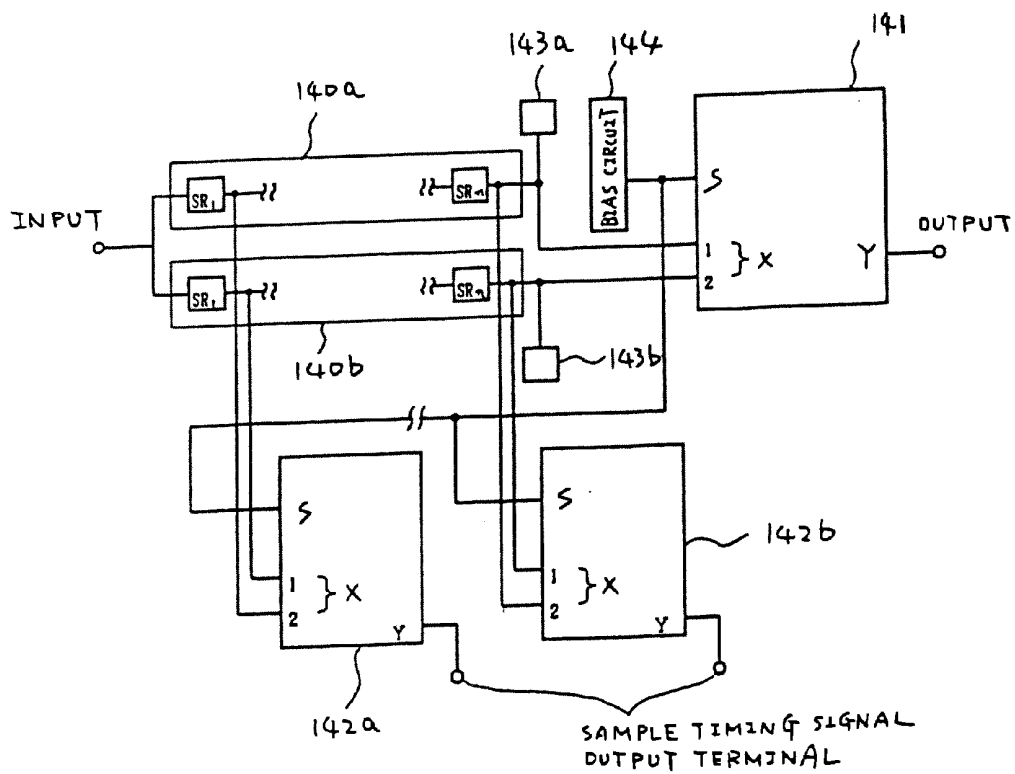 143a
144
141
140a
BIAS CIRCUIT
SR1
SRn
S
INPUT
OUTPUT
1
} X
Y
2
SR1
SRn
140b
143b
S
S
142b
1
} X
2
1
} X
2
Y
Y
142a
SAMPLE TIMING SIGNAL
OUTPUT TERMINAL